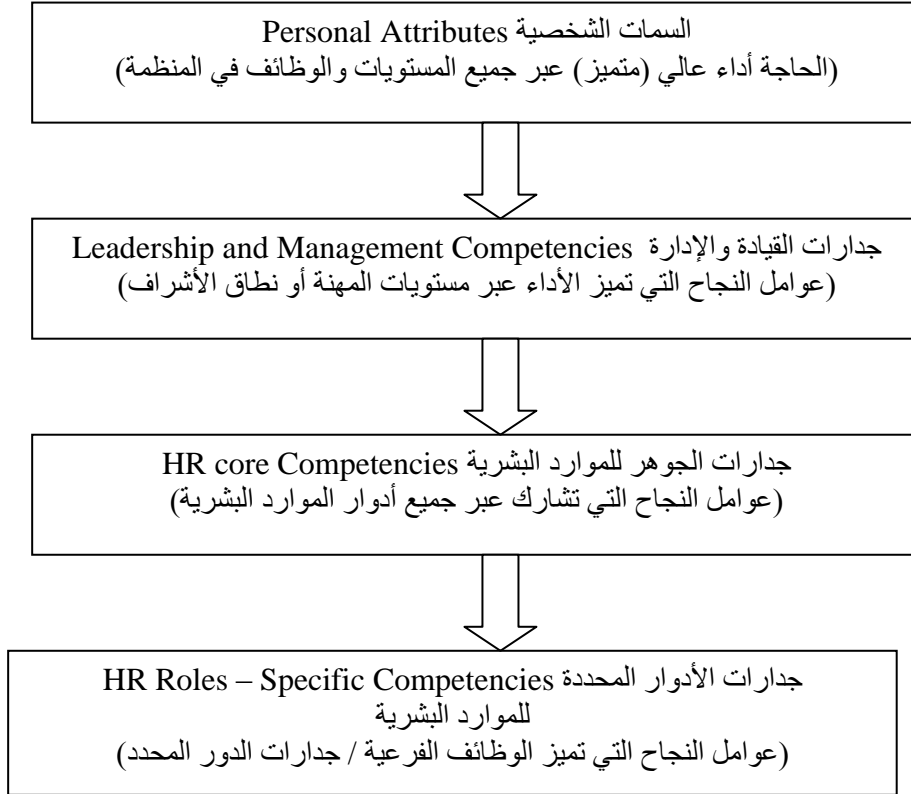 السمات الشخصية Personal Attributes
(الحاجة أداء عالي (متميز) عبر جميع المستويات والوظائف في المنظمة)
جدارات القيادة والإدارة Leadership and Management Competencies
(عوامل النجاح التي تميز الأداء عبر مستويات المهنة أو نطاق الأشراف)
جدارات الجوهر للموارد البشرية HR core Competencies
(عوامل النجاح التي تشارك عبر جميع أدوار الموارد البشرية)
جدارات الأدوار المحددة HR Roles – Specific Competencies
للموارد البشرية
(عوامل النجاح التي تميز الوظائف الفرعية / جدارات الدور المحدد)